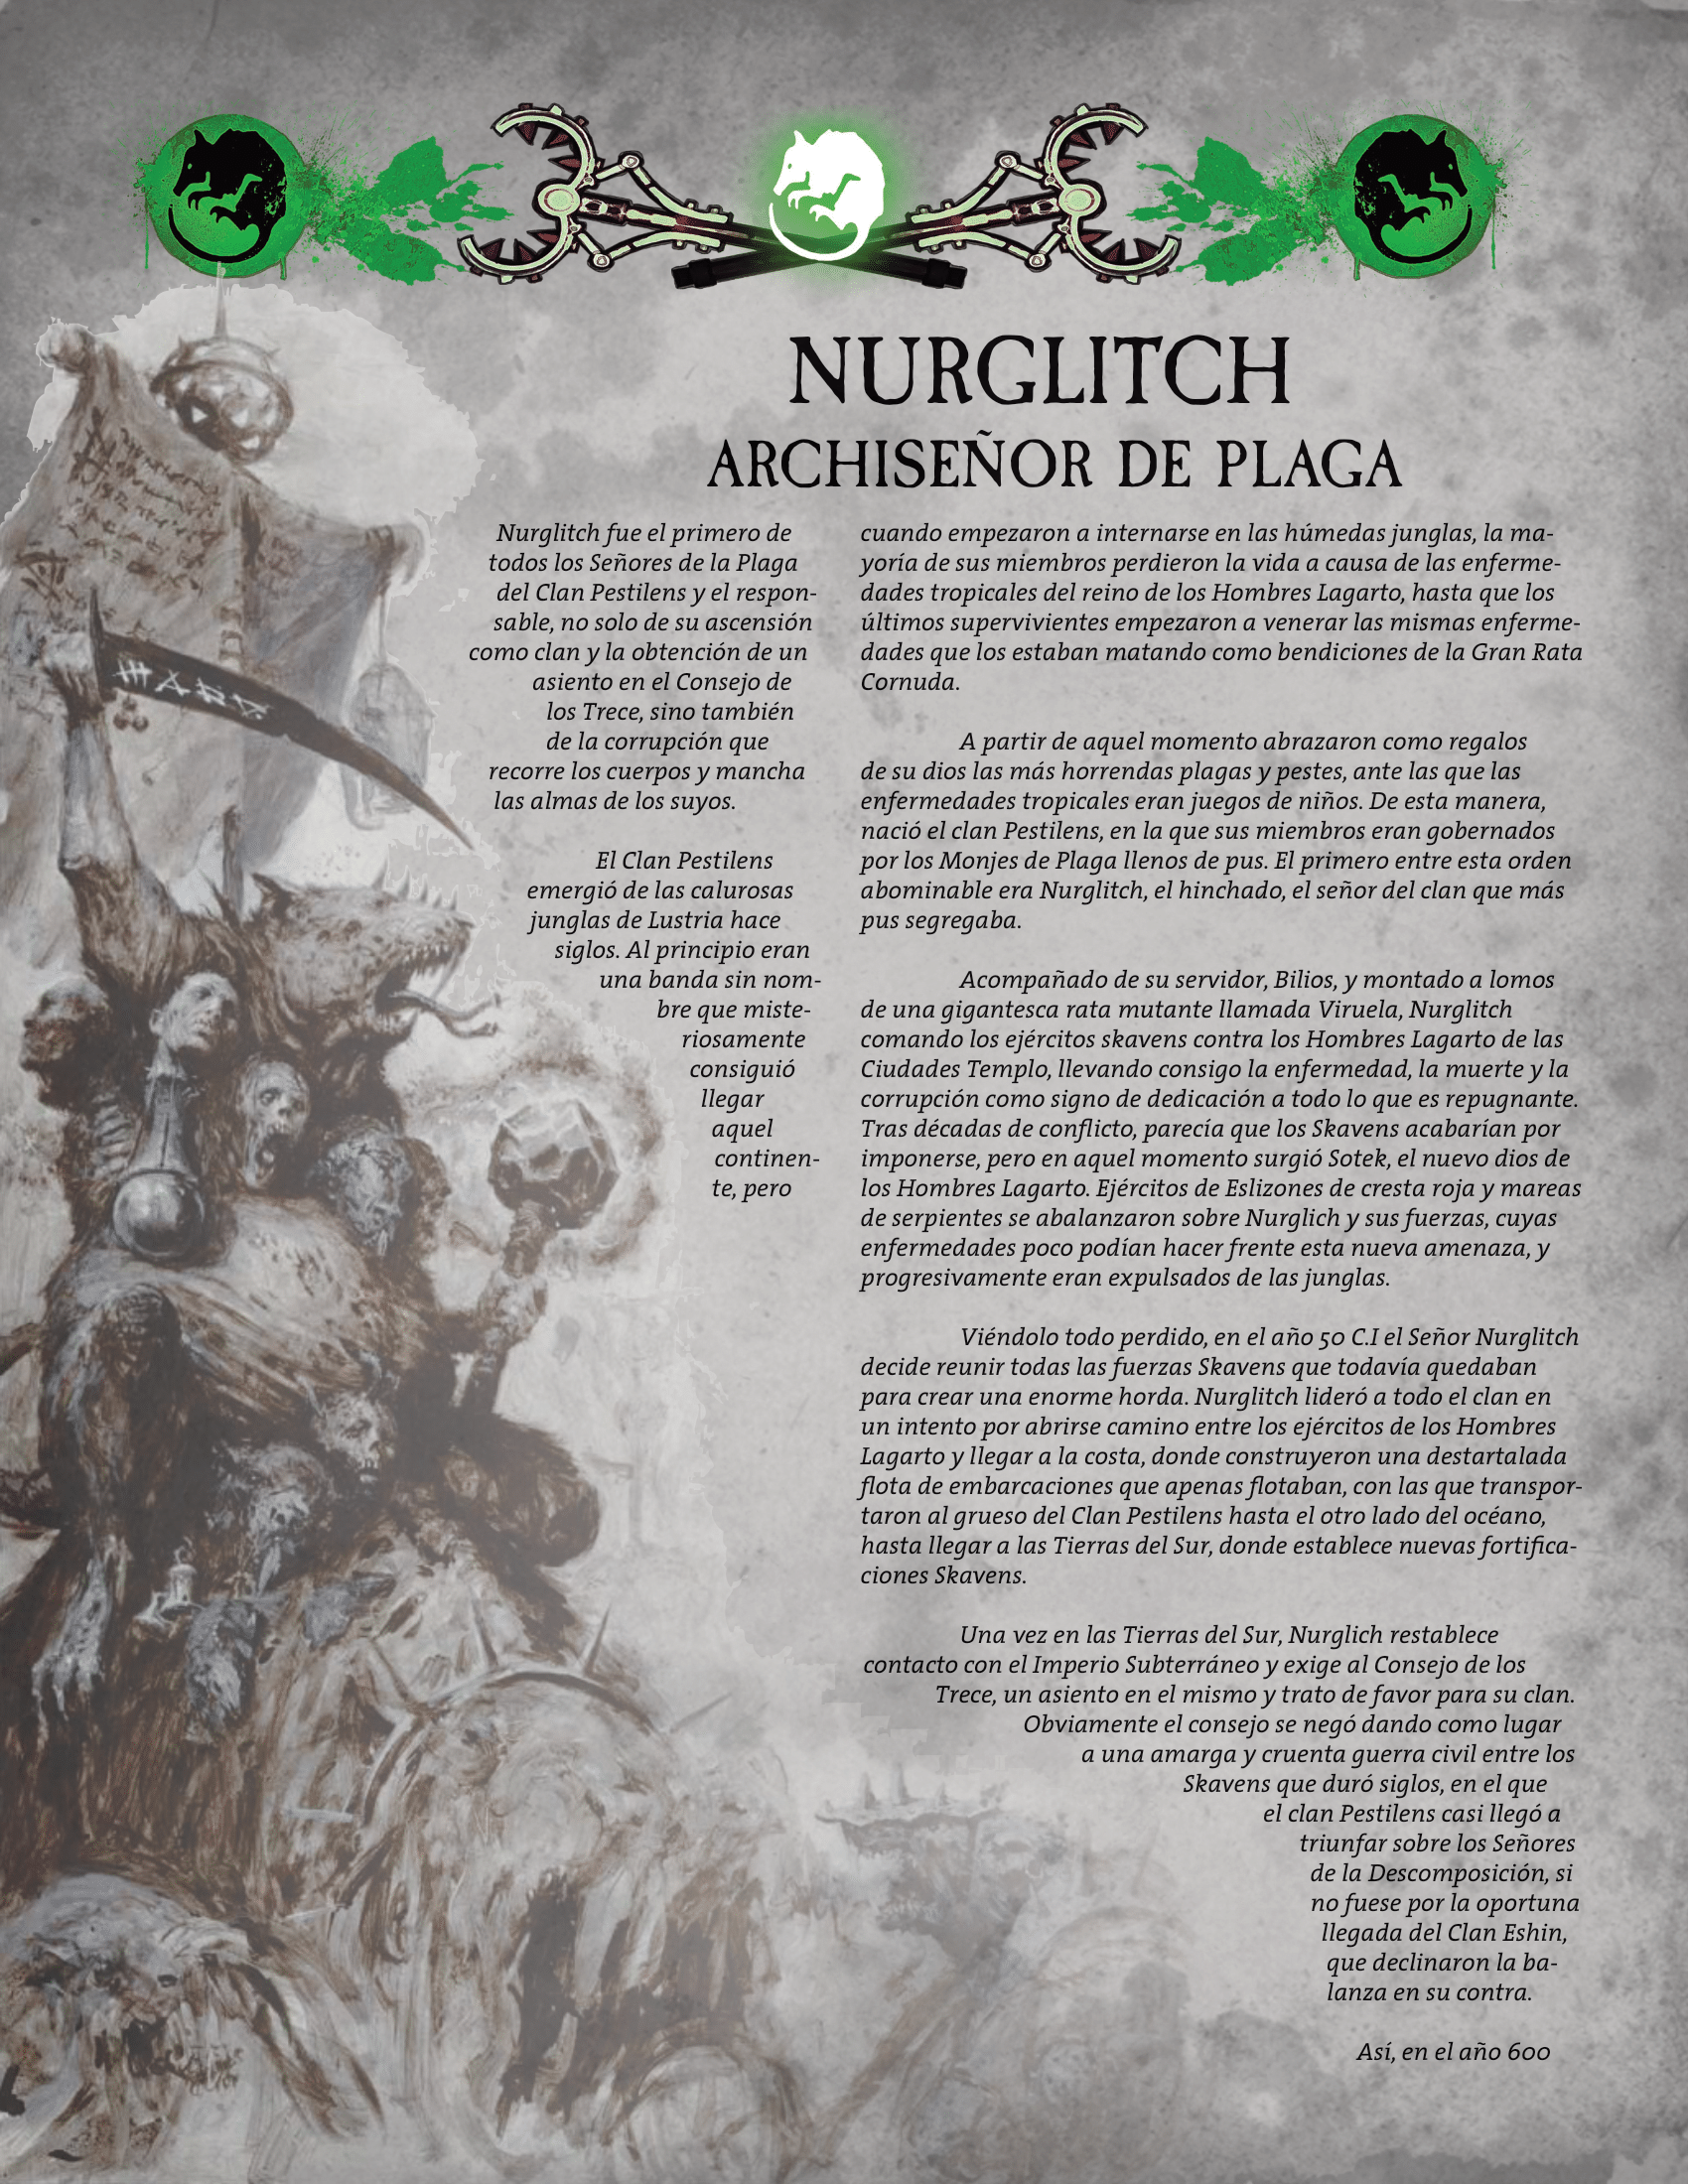 NURGLITCH
ARCHISEÑOR DE PLAGA
Nurglitch fue el primero de
todos los Señores de la Plaga
del Clan Pestilens y el respon-
sable, no solo de su ascensión
como clan y la obtención de un
asiento en el Consejo de
los Trece, sino también
de la corrupción que
recorre los cuerpos y mancha
las almas de los suyos.
El Clan Pestilens
emergió de las calurosas
junglas de Lustria hace
siglos. Al principio eran
una banda sin nom-
bre que miste-
riosamente
consiguió
llegar
aquel
continen-
te, pero
cuando empezaron a internarse en las húmedas junglas, la ma-
yoría de sus miembros perdieron la vida a causa de las enferme-
dades tropicales del reino de los Hombres Lagarto, hasta que los
últimos supervivientes empezaron a venerar las mismas enferme-
dades que los estaban matando como bendiciones de la Gran Rata
Cornuda.
A partir de aquel momento abrazaron como regalos
de su dios las más horrendas plagas y pestes, ante las que las
enfermedades tropicales eran juegos de niños. De esta manera,
nació el clan Pestilens, en la que sus miembros eran gobernados
por los Monjes de Plaga llenos de pus. El primero entre esta orden
abominable era Nurglitch, el hinchado, el señor del clan que más
pus segregaba.
Acompañado de su servidor, Bilios, y montado a lomos
de una gigantesca rata mutante llamada Viruela, Nurglitch
comando los ejércitos skavens contra los Hombres Lagarto de las
Ciudades Templo, llevando consigo la enfermedad, la muerte y la
corrupción como signo de dedicación a todo lo que es repugnante.
Tras décadas de conflicto, parecía que los Skavens acabarían por
imponerse, pero en aquel momento surgió Sotek, el nuevo dios de
los Hombres Lagarto. Ejércitos de Eslizones de cresta roja y mareas
de serpientes se abalanzaron sobre Nurglich y sus fuerzas, cuyas
enfermedades poco podían hacer frente esta nueva amenaza, y
progresivamente eran expulsados de las junglas.
Viéndolo todo perdido, en el año 50 C.I el Señor Nurglitch
decide reunir todas las fuerzas Skavens que todavía quedaban
para crear una enorme horda. Nurglitch lideró a todo el clan en
un intento por abrirse camino entre los ejércitos de los Hombres
Lagarto y llegar a la costa, donde construyeron una destartalada
flota de embarcaciones que apenas flotaban, con las que transpor-
taron al grueso del Clan Pestilens hasta el otro lado del océano,
hasta llegar a las Tierras del Sur, donde establece nuevas fortifica-
ciones Skavens.
Una vez en las Tierras del Sur, Nurglich restablece
contacto con el Imperio Subterráneo y exige al Consejo de los
Trece, un asiento en el mismo y trato de favor para su clan.
Obviamente el consejo se negó dando como lugar
a una amarga y cruenta guerra civil entre los
Skavens que duró siglos, en el que
el clan Pestilens casi llegó a
triunfar sobre los Señores
de la Descomposición, si
no fuese por la oportuna
llegada del Clan Eshin,
que declinaron la ba-
lanza en su contra.
Así, en el año 600